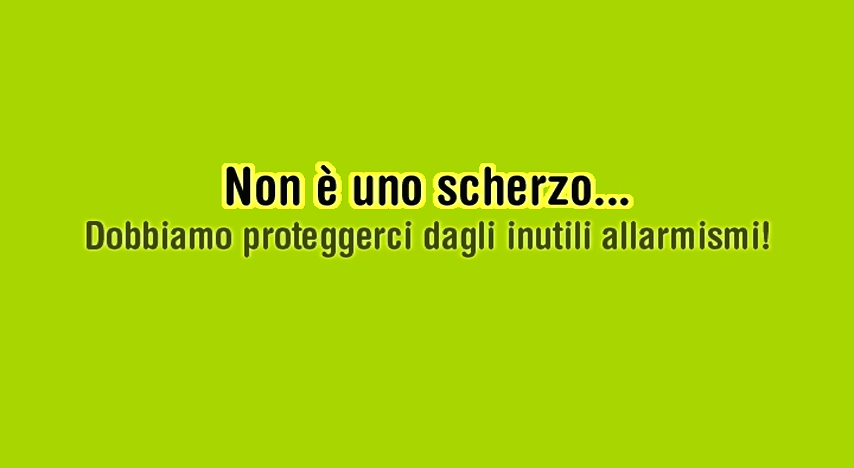 Non è uno scherzo...
Dobbiamo proteggerci dagli inutili allarmismi!